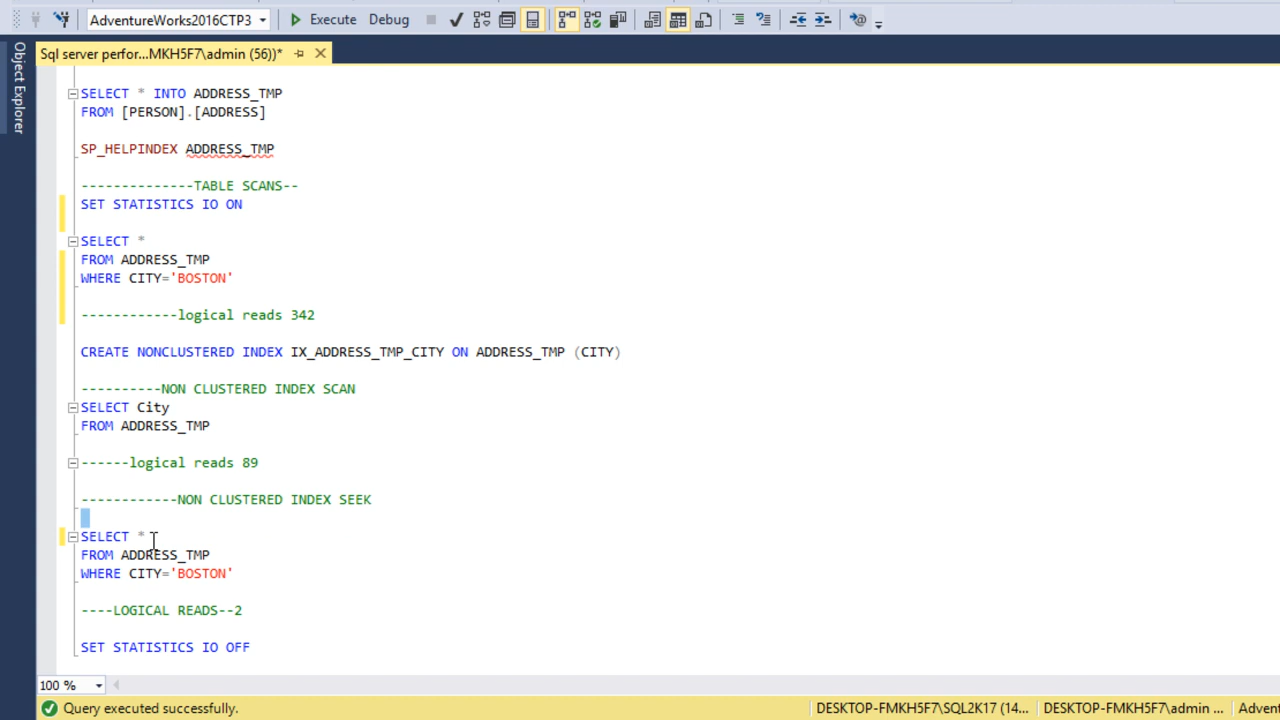 AdventureWorks2016CTP3
Execute
Debug
Object Explorer
Sql server perfor...MKH5F7\admin (56))*
SELECT * INTO ADDRESS_TMP
FROM [PERSON].[ADDRESS]
SP_HELPINDEX ADDRESS_TMP
--------------TABLE SCANS--
SET STATISTICS IO ON
SELECT *
FROM ADDRESS_TMP
WHERE CITY='BOSTON'
------------logical reads 342
CREATE NONCLUSTERED INDEX IX_ADDRESS_TMP_CITY ON ADDRESS_TMP (CITY)
----------NON CLUSTERED INDEX SCAN
SELECT City
FROM ADDRESS_TMP
------logical reads 89
------------NON CLUSTERED INDEX SEEK
SELECT *
FROM ADDRESS_TMP
WHERE CITY='BOSTON'
----LOGICAL READS--2
SET STATISTICS IO OFF
100 %
Query executed successfully.
DESKTOP-FMKH5F7\SQL2K17 (14...
DESKTOP-FMKH5F7\admin ...
Advent